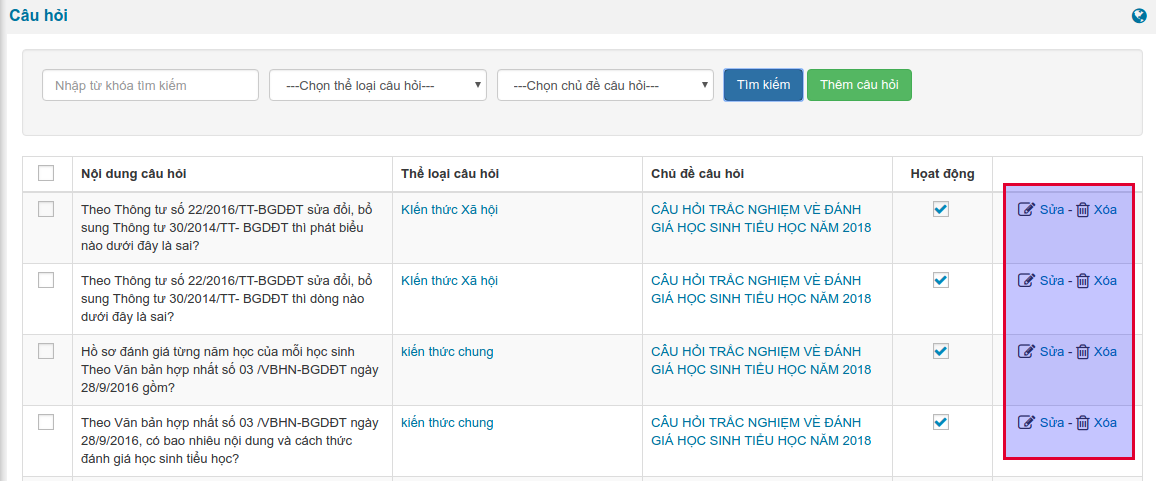 Câu hỏi
Nhập từ khóa tìm kiếm
---Chọn thể loại câu hỏi---
---Chọn chủ đề câu hỏi---
Tìm kiếm
Thêm câu hỏi
Nội dung câu hỏi
Thể loại câu hỏi
Chủ đề câu hỏi
Hoạt động
Theo Thông tư số 22/2016/TT-BGDĐT sửa đổi, bổ
sung Thông tư 30/2014/TT- BGDĐT thì phát biểu
nào dưới đây là sai?
KIến thức Xã hội
CÂU HỎI TRẮC NGHIỆM VỀ ĐÁNH
GIÁ HỌC SINH TIỂU HỌC NĂM 2018
Sửa - Xóa
Theo Thông tư số 22/2016/TT-BGDĐT sửa đổi, bổ
sung Thông tư 30/2014/TT- BGDĐT thì dòng nào
dưới đây là sai?
KIến thức Xã hội
CÂU HỎI TRẮC NGHIỆM VỀ ĐÁNH
GIÁ HỌC SINH TIỂU HỌC NĂM 2018
Sửa - Xóa
Hồ sơ đánh giá từng năm học của mỗi học sinh
Theo Văn bản hợp nhất số 03 /VBHN-BGDĐT ngày
28/9/2016 gồm?
kiến thức chung
CÂU HỎI TRẮC NGHIỆM VỀ ĐÁNH
GIÁ HỌC SINH TIỂU HỌC NĂM 2018
Sửa - Xóa
Theo Văn bản hợp nhất số 03 /VBHN-BGDĐT ngày
28/9/2016, có bao nhiêu nội dung và cách thức
đánh giá học sinh tiểu học?
kiến thức chung
CÂU HỎI TRẮC NGHIỆM VỀ ĐÁNH
GIÁ HỌC SINH TIỂU HỌC NĂM 2018
Sửa - Xóa